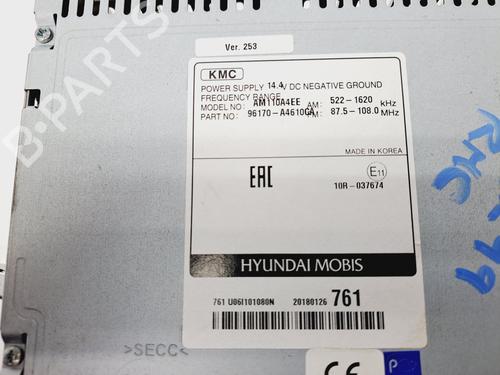 Ver. 253
KMC
POWER SUPPLY 14.4V DC NEGATIVE GROUND
FREQUENCY RANGE
MODEL NO: AM110A4EE AM: 522-1620 KHz
PART NO: 96170-A4610CA FM: 87.5-108.0 MHz
MADE IN KOREA
EAC
E11
10R-037674
HYUNDAI MOBIS
761 U06I101080N 20180126 761
>SECC<
CE P